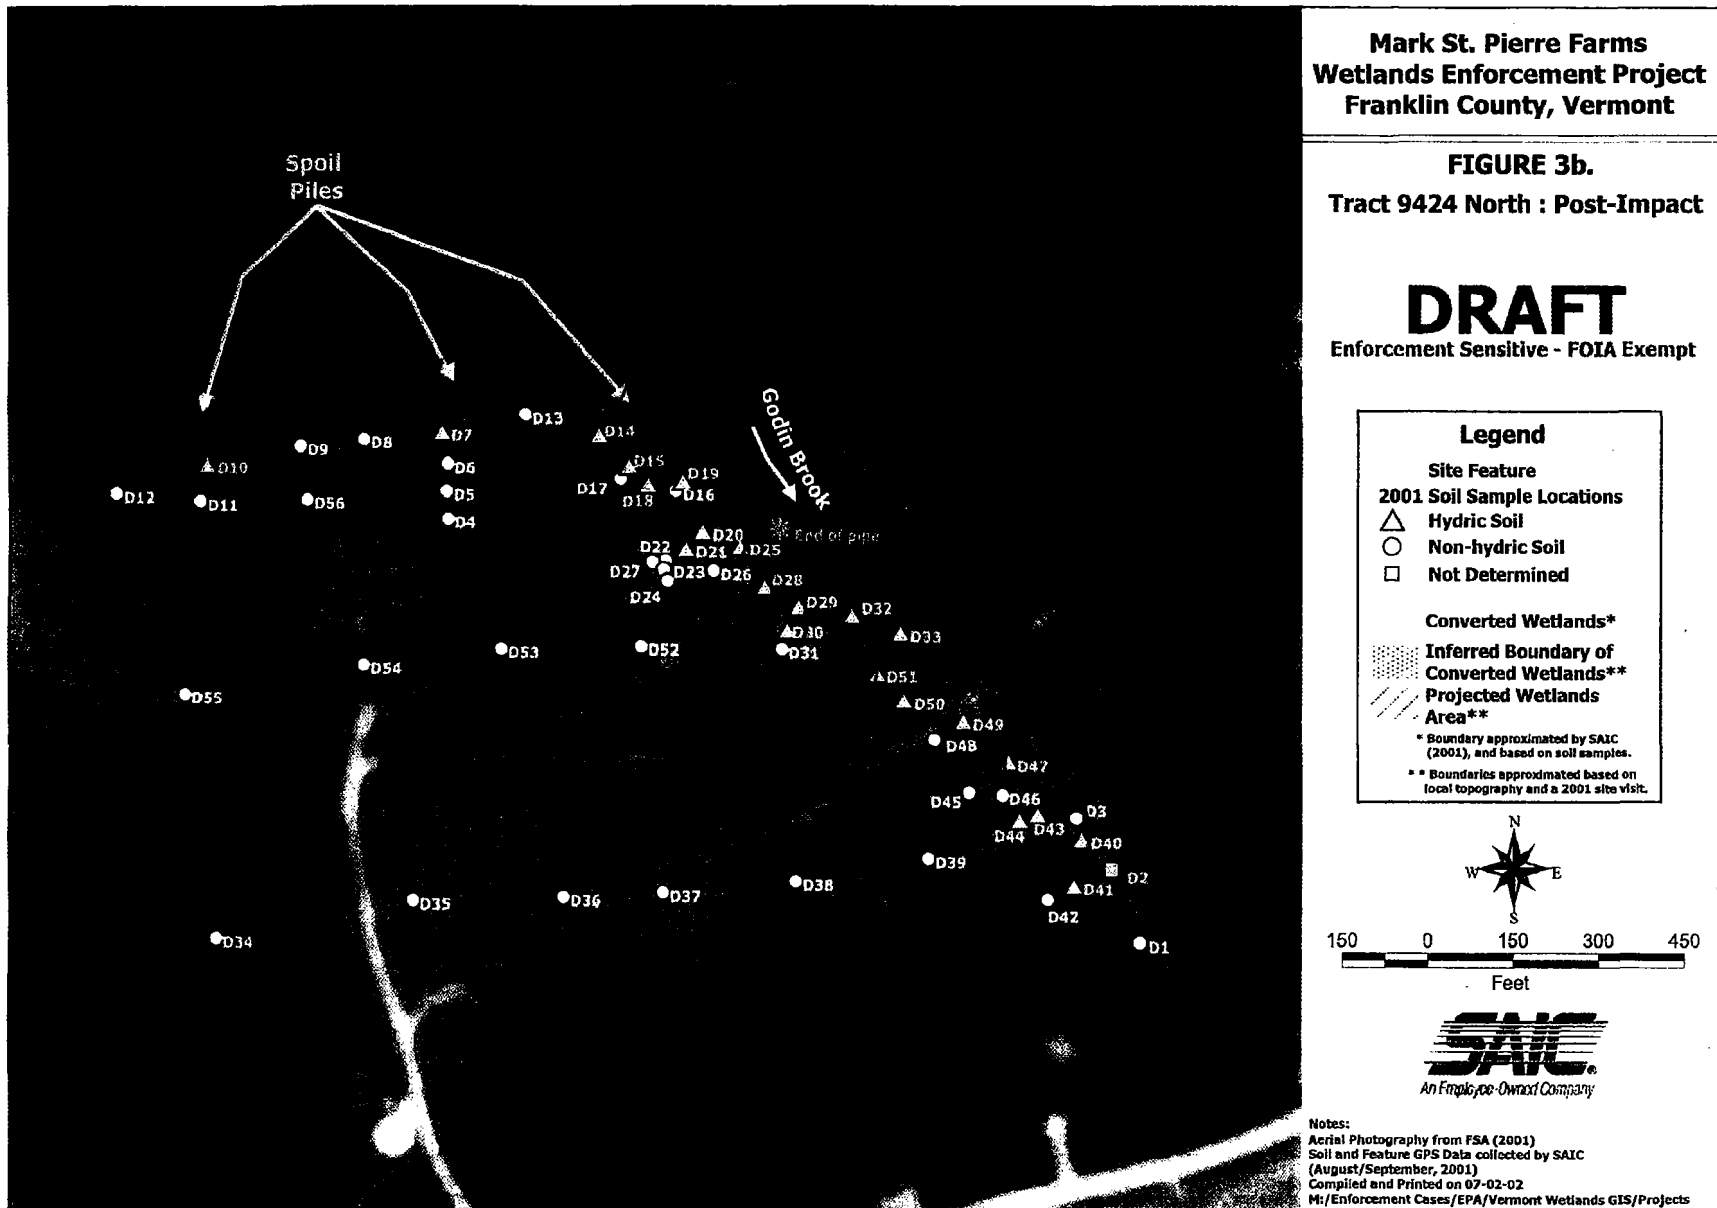 Mark St. Pierre Farms
Wetlands Enforcement Project
Franklin County, Vermont
FIGURE 3b.
Tract 9424 North : Post-Impact
DRAFT
Enforcement Sensitive - FOIA Exempt
Legend
Site Feature
2001 Soil Sample Locations
Hydric Soil
Non-hydric Soil
Not Determined
Converted Wetlands*
Inferred Boundary of
Converted Wetlands**
Projected Wetlands
Area**
* Boundary approximated by SAIC
(2001), and based on soil samples.
** Boundaries approximated based on
local topography and a 2001 site visit.
N
W E
S
150 0 150 300 450
Feet
SAIC®
An Employee-Owned Company
Notes:
Aerial Photography from FSA (2001)
Soil and Feature GPS Data collected by SAIC
(August/September, 2001)
Compiled and Printed on 07-02-02
M:/Enforcement Cases/EPA/Vermont Wetlands GIS/Projects
Spoil
Piles
Godin Brook
End of pipe
D13
D14
D7
D8
D9
D6
D10
D15
D19
D17
D18
D16
D12
D11
D56
D5
D4
D20
D22
D21
D25
D27
D23
D26
D24
D28
D29
D32
D30
D33
D31
D52
D53
D54
D55
D51
D50
D49
D48
D47
D45
D46
D3
D44
D43
D40
D39
D2
D38
D41
D37
D36
D35
D42
D34
D1